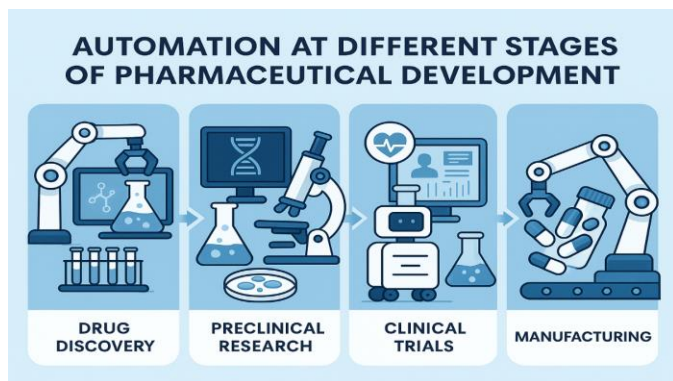 AUTOMATION AT DIFFERENT STAGES
OF PHARMACEUTICAL DEVELOPMENT
DRUG
DISCOVERY
PRECLINICAL
RESEARCH
CLINICAL
TRIALS
MANUFACTURING